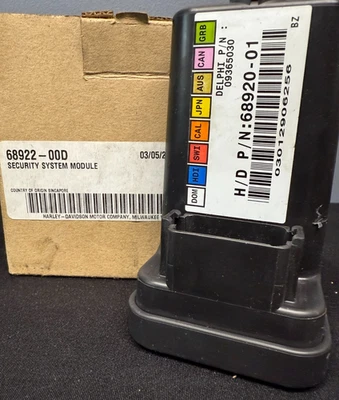 68922-00D
03/05/2
SECURITY SYSTEM MODULE
COUNTRY OF ORIGIN SINGAPORE
HARLEY-DAVIDSON MOTOR COMPANY, MILWAUKEE
DOM HDI SWI CAL JPN AUS CAN GRB
H/D P/N:68920-01
DELPHI P/N:
09365030
03012906256
BZ